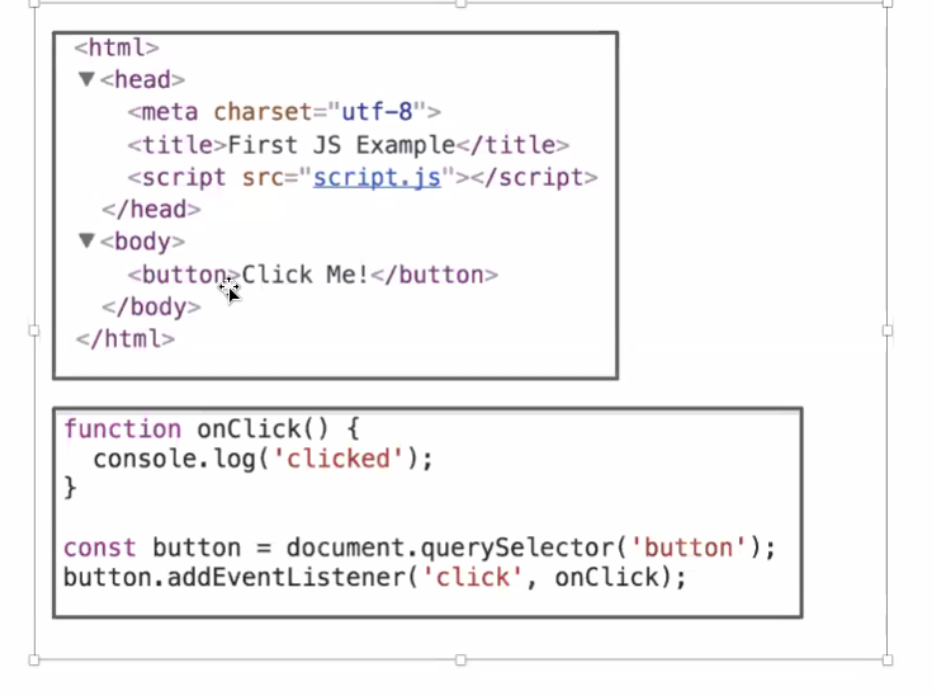 <html>
▼<head>
<meta charset="utf-8">
<title>First JS Example</title>
<script src="script.js"></script>
</head>
▼<body>
<button>Click Me!</button>
</body>
</html>
function onClick() {
  console.log('clicked');
}
const button = document.querySelector('button');
button.addEventListener('click', onClick);